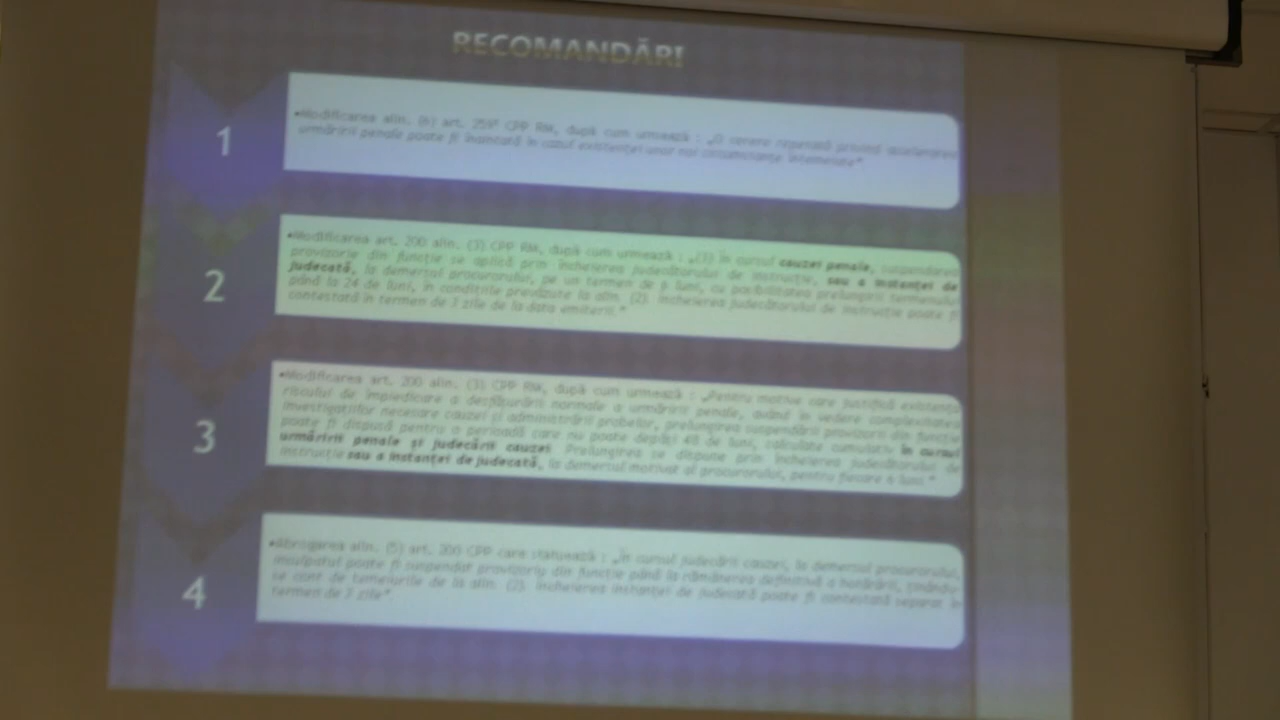 RECOMANDĂRI
1
•Modificarea alin. (6) art. 259² CPP RM, după cum urmează : „O cerere repetată privind accelerarea
urmăririi penale poate fi înaintată în cazul existenței unor noi circumstanțe întemeiate”
2
•Modificarea art. 200 alin. (3) CPP RM, după cum urmează : „(3) În cursul cauzei penale, suspendarea
provizorie din funcție se aplică prin încheierea judecătorului de instrucție, sau a instanței de
judecată, la demersul procurorului, pe un termen de 6 luni, cu posibilitatea prelungirii termenului
până la 24 de luni, în condițiile prevăzute la alin. (2). Încheierea judecătorului de instrucție poate fi
contestată în termen de 3 zile de la data emiterii.”
3
•Modificarea art. 200 alin. (3) CPP RM, după cum urmează : „Pentru motive care justifică existența
riscului de împiedicare a desfășurării normale a urmăririi penale, având în vedere complexitatea
investigațiilor necesare cauzei și administrării probelor, prelungirea suspendării provizorii din funcție
poate fi dispusă pentru o perioadă care nu poate depăși 48 de luni, calculate cumulativ în cursul
urmăririi penale și judecării cauzei. Prelungirea se dispune prin încheierea judecătorului de
instrucție sau a instanței de judecată, la demersul motivat al procurorului, pentru fiecare 6 luni.”
4
•Abrogarea alin. (5) art. 200 CPP care statuează : „În cursul judecării cauzei, la demersul procurorului,
inculpatul poate fi suspendat provizoriu din funcție până la rămânerea definitivă a hotărârii, ținându-
se cont de temeiurile de la alin. (2). Încheierea instanței de judecată poate fi contestată separat în
termen de 3 zile”